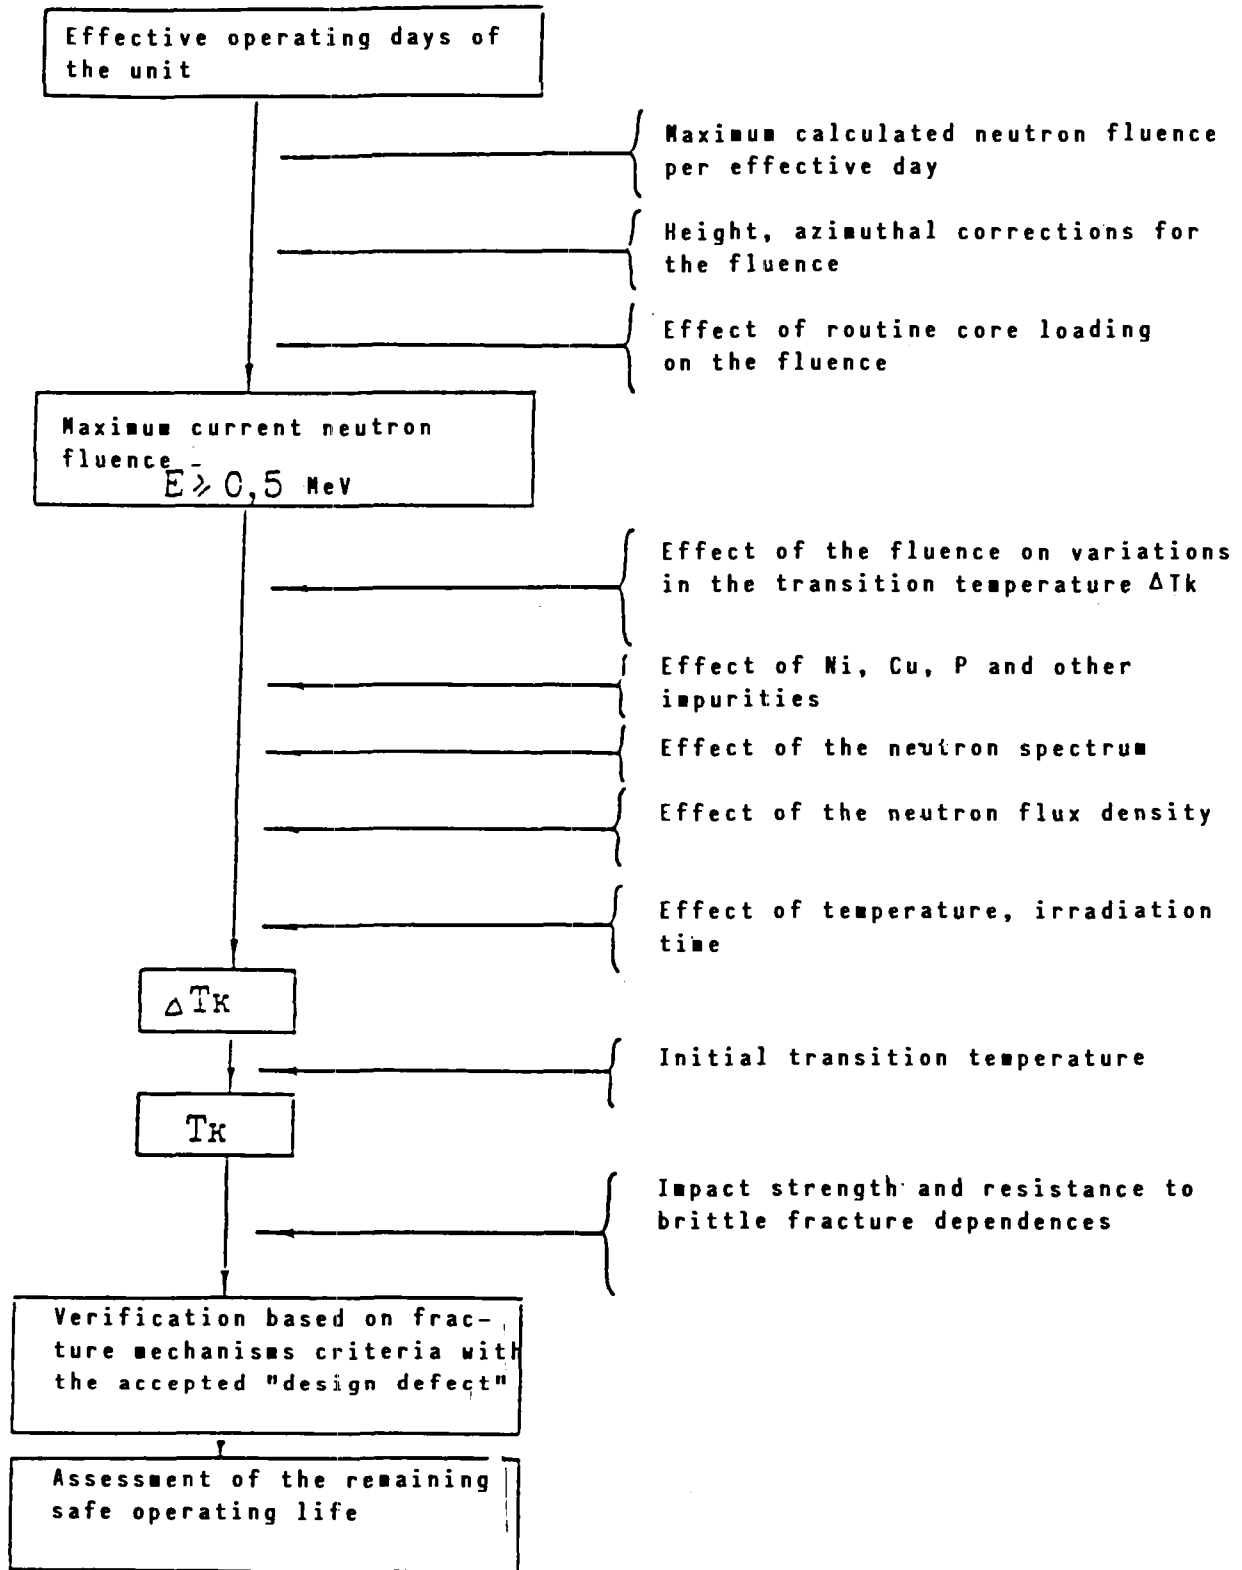 Effective operating days of
the unit
Maximum calculated neutron fluence
per effective day
Height, azimuthal corrections for
the fluence
Effect of routine core loading
on the fluence
Maximum current neutron
fluence -
E ⩾ 0,5 MeV
Effect of the fluence on variations
in the transition temperature ΔTk
Effect of Ni, Cu, P and other
impurities
Effect of the neutron spectrum
Effect of the neutron flux density
Effect of temperature, irradiation
time
ΔTк
Initial transition temperature
Tк
Impact strength and resistance to
brittle fracture dependences
Verification based on frac-
ture mechanisms criteria with
the accepted "design defect"
Assessment of the remaining
safe operating life